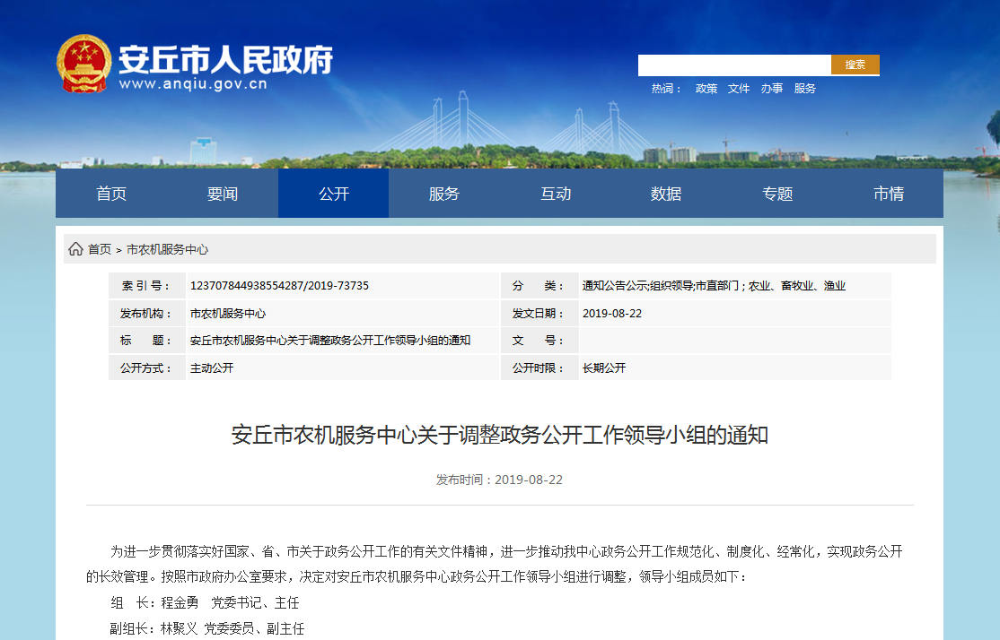 安丘市人民政府
www.anqiu.gov.cn
搜索
热词： 政策 文件 办事 服务
首页 要闻 公开 服务 互动 数据 专题 市情
首页 > 市农机服务中心
索 引 号： 123707844938554287/2019-73735 分 类： 通知公告公示;组织领导;市直部门；农业、畜牧业、渔业
发布机构： 市农机服务中心 发文日期： 2019-08-22
标 题： 安丘市农机服务中心关于调整政务公开工作领导小组的通知 文 号：
公开方式： 主动公开 公开时限： 长期公开
安丘市农机服务中心关于调整政务公开工作领导小组的通知
发布时间：2019-08-22
为进一步贯彻落实好国家、省、市关于政务公开工作的有关文件精神，进一步推动我中心政务公开工作规范化、制度化、经常化，实现政务公开
的长效管理。按照市政府办公室要求，决定对安丘市农机服务中心政务公开工作领导小组进行调整，领导小组成员如下：
组 长：程金勇 党委书记、主任
副组长：林聚义 党委委员、副主任